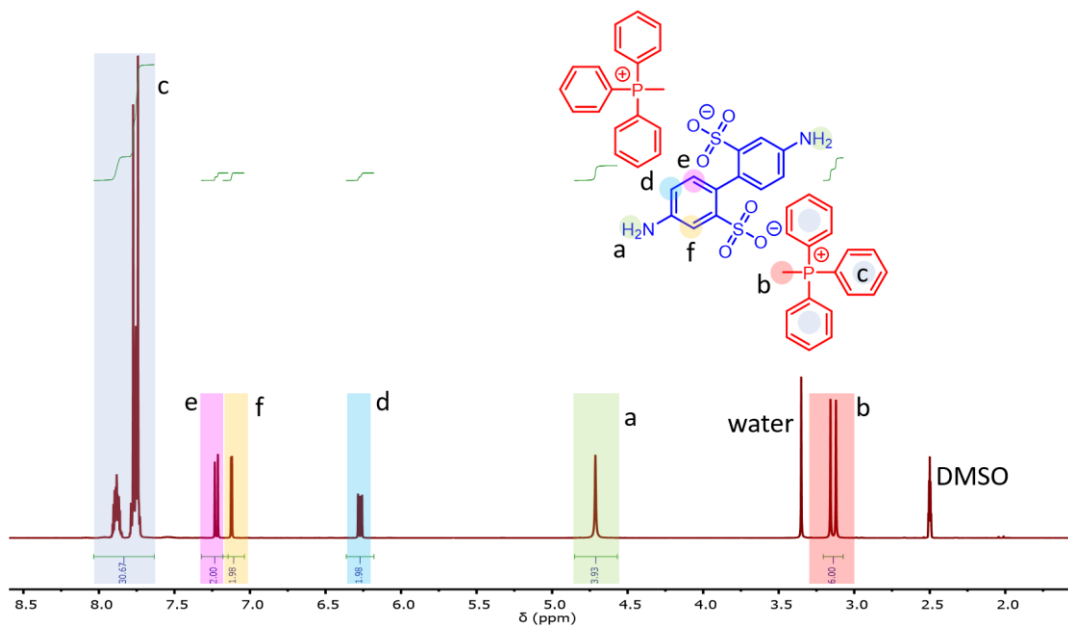 c
P
⊕
O
S
O
O
⊖
NH2
e
d
H2N
a
f
O
S
O
O
⊖
⊕
b
P
c
e
f
d
a
water
b
DMSO
30.67
2.00
1.98
1.98
3.93
6.00
8.5 8.0 7.5 7.0 6.5 6.0 5.5 5.0 4.5 4.0 3.5 3.0 2.5 2.0
δ (ppm)